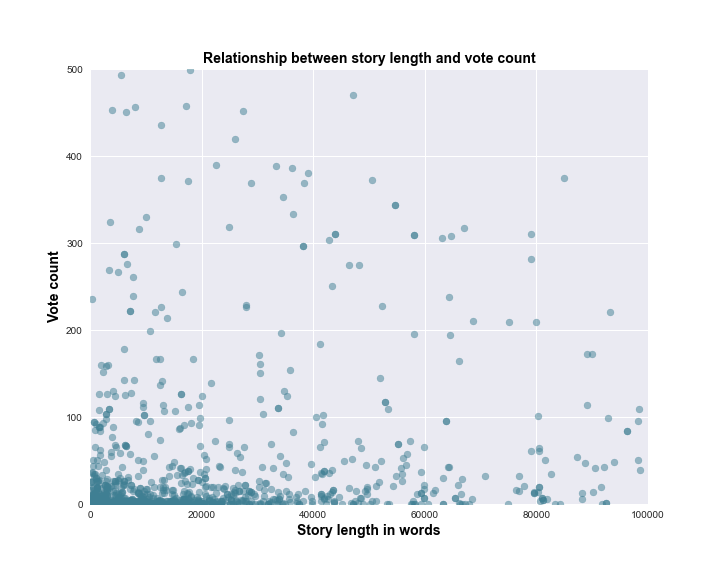 Relationship between story length and vote count
500
400
300
200
100
0
Vote count
0 20000 40000 60000 80000 100000
Story length in words